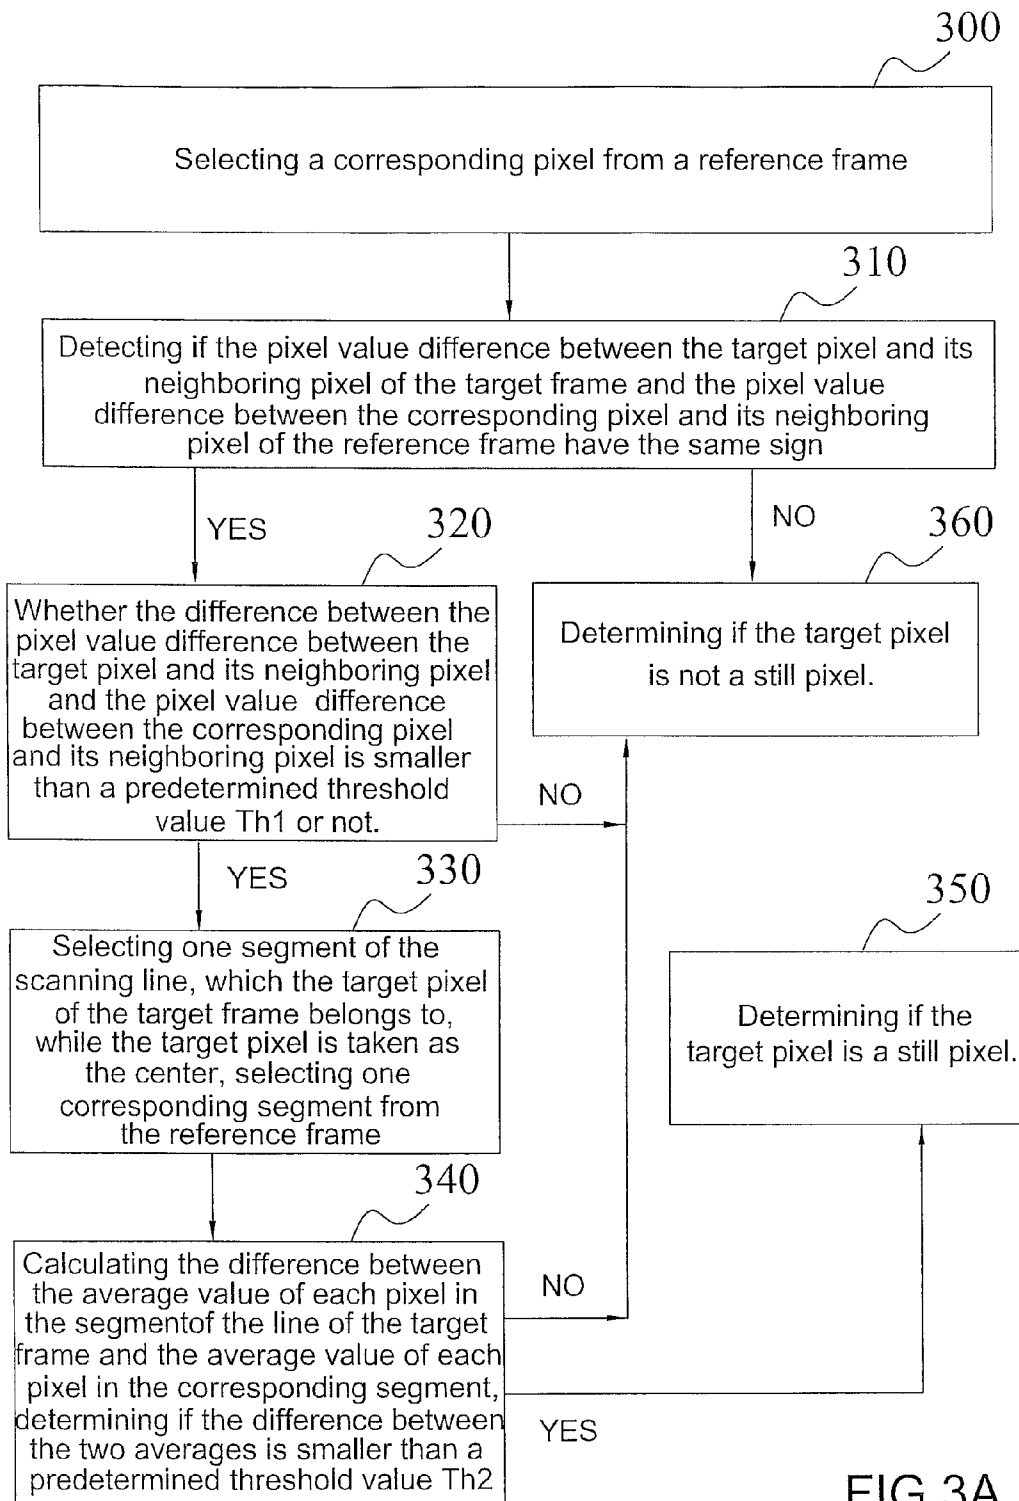 300
Selecting a corresponding pixel from a reference frame
310
Detecting if the pixel value difference between the target pixel and its
neighboring pixel of the target frame and the pixel value
difference between the corresponding pixel and its neighboring
pixel of the reference frame have the same sign
YES
320
NO
360
Whether the difference between the
pixel value difference between the
target pixel and its neighboring pixel
and the pixel value difference
between the corresponding pixel
and its neighboring pixel is smaller
than a predetermined threshold
value Th1 or not.
Determining if the target pixel
is not a still pixel.
NO
YES
330
350
Selecting one segment of the
scanning line, which the target pixel
of the target frame belongs to,
while the target pixel is taken as
the center, selecting one
corresponding segment from
the reference frame
Determining if the
target pixel is a still pixel.
340
Calculating the difference between
the average value of each pixel in
the segmentof the line of the target
frame and the average value of each
pixel in the corresponding segment,
determining if the difference between
the two averages is smaller than a
predetermined threshold value Th2
NO
YES
FIG.3A